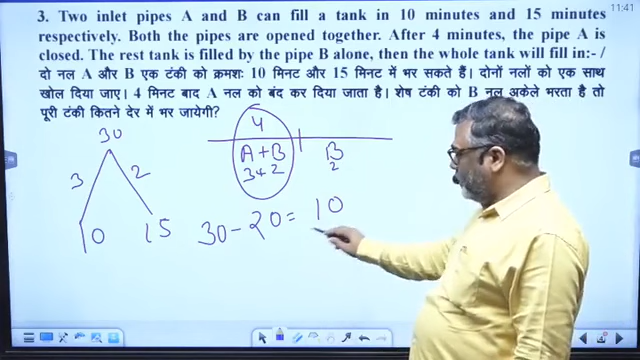 11:41
3. Two inlet pipes A and B can fill a tank in 10 minutes and 15 minutes
respectively. Both the pipes are opened together. After 4 minutes, the pipe A is
closed. The rest tank is filled by the pipe B alone, then the whole tank will fill in:- /
दो नल A और B एक टंकी को क्रमशः 10 मिनट और 15 मिनट में भर सकते हैं। दोनों नलों को एक साथ
खोल दिया जाए। 4 मिनट बाद A नल को बंद कर दिया जाता है। शेष टंकी को B नल अकेले भरता है तो
पूरी टंकी कितने देर में भर जायेगी?
30
4
3 2
A + B B
3+2 2
10 15
30 - 20 = 10